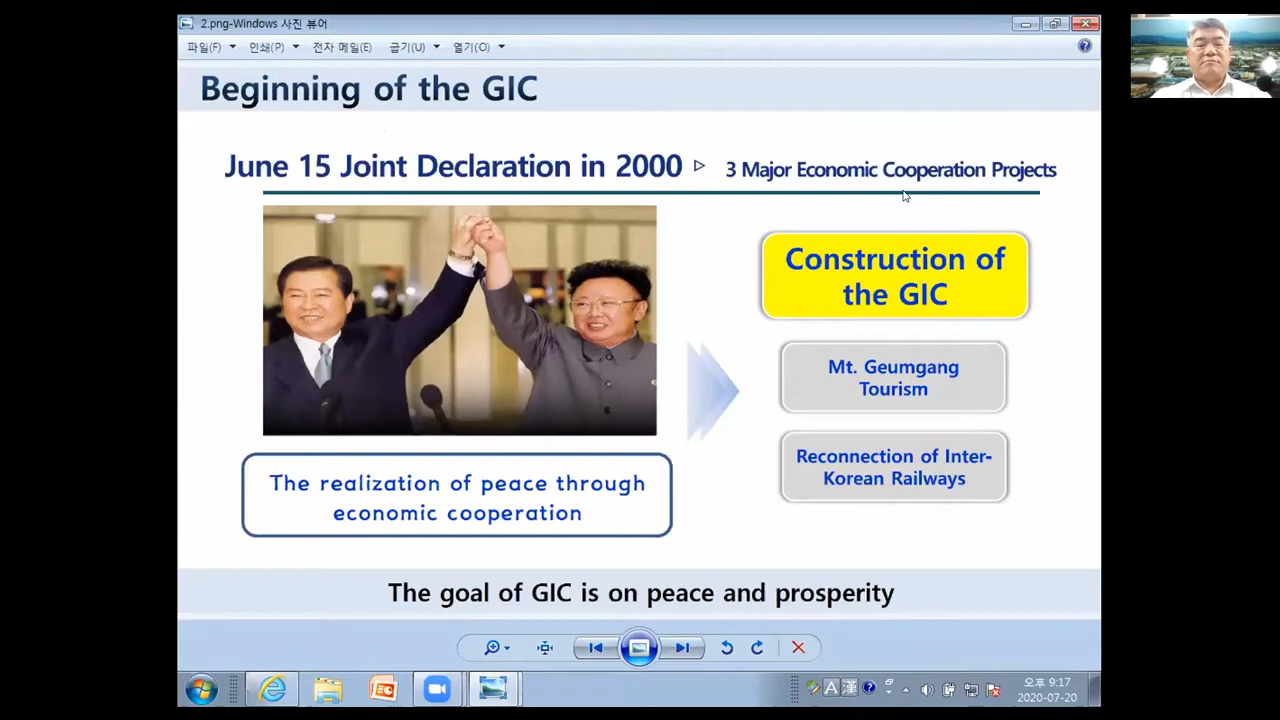 2.png-Windows 사진 뷰어
파일(F) 인쇄(P) 전자 메일(E) 굽기(U) 열기(O)
Beginning of the GIC
June 15 Joint Declaration in 2000 ▷ 3 Major Economic Cooperation Projects
Construction of
the GIC
Mt. Geumgang
Tourism
Reconnection of Inter-
Korean Railways
The realization of peace through
economic cooperation
The goal of GIC is on peace and prosperity
A 漢
오후 9:17
2020-07-20